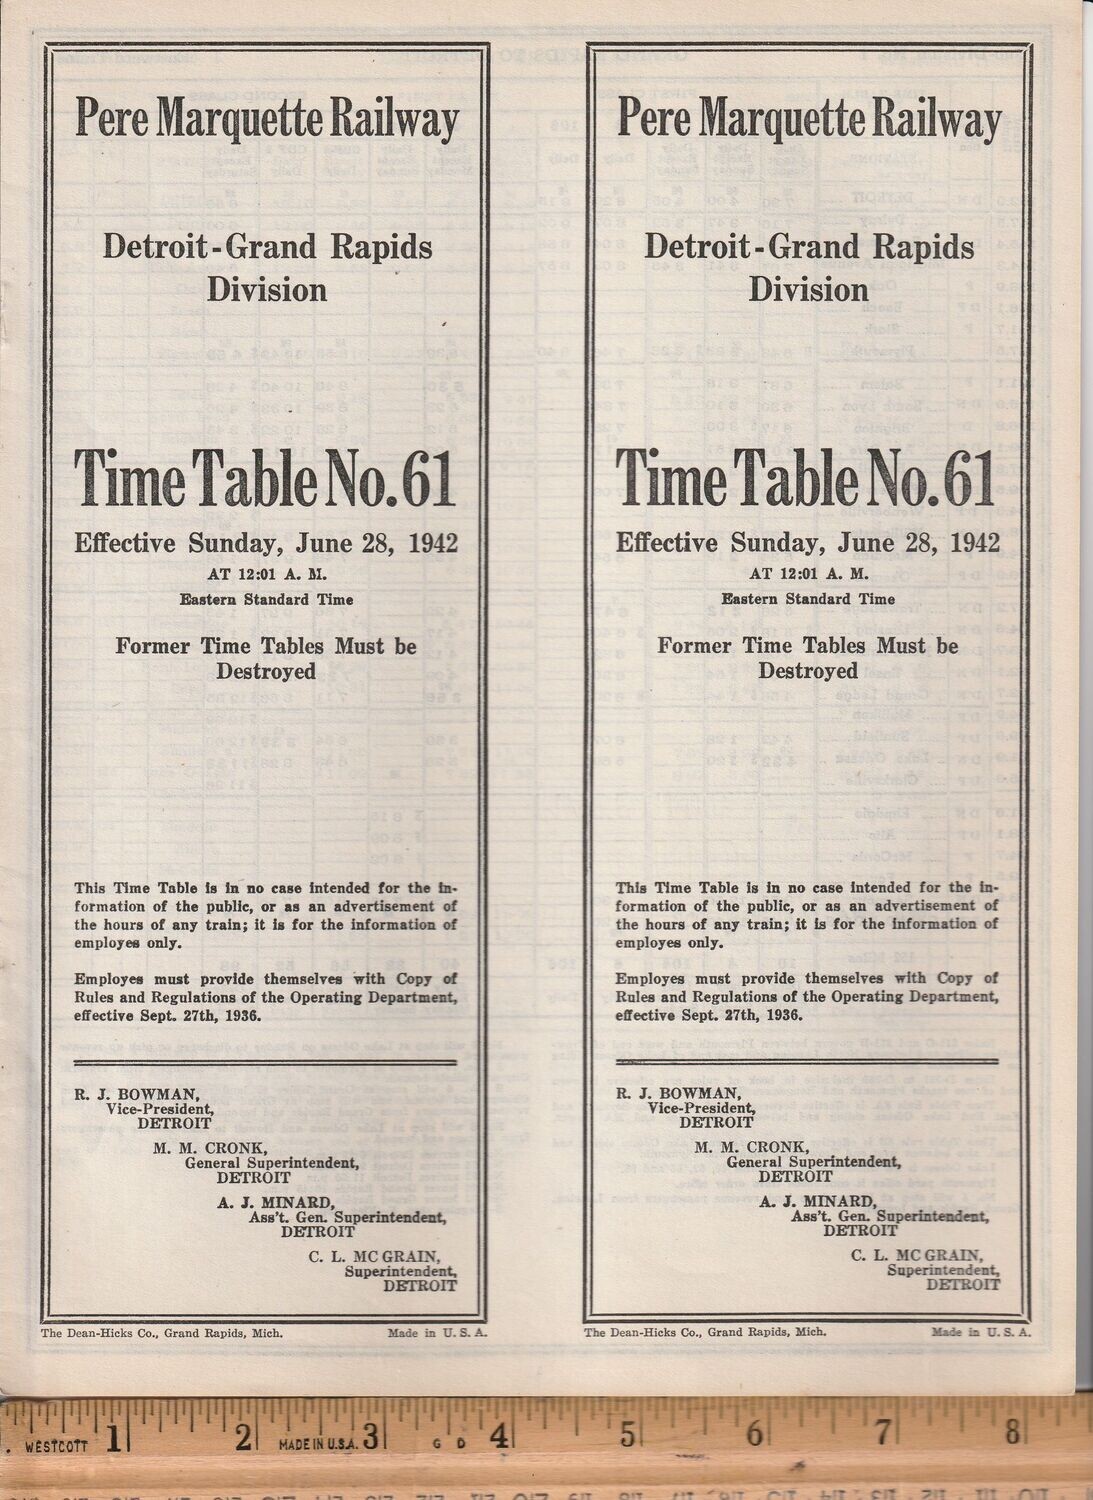 Pere Marquette Railway
Detroit-Grand Rapids
Division
Time Table No. 61
Effective Sunday, June 28, 1942
AT 12:01 A. M.
Eastern Standard Time
Former Time Tables Must be
Destroyed
This Time Table is in no case intended for the in-
formation of the public, or as an advertisement of
the hours of any train; it is for the information of
employes only.
Employes must provide themselves with Copy of
Rules and Regulations of the Operating Department,
effective Sept. 27th, 1936.
R. J. BOWMAN,
Vice-President,
DETROIT
M. M. CRONK,
General Superintendent,
DETROIT
A. J. MINARD,
Ass't. Gen. Superintendent,
DETROIT
C. L. MC GRAIN,
Superintendent,
DETROIT
The Dean-Hicks Co., Grand Rapids, Mich. Made in U. S. A.
Pere Marquette Railway
Detroit-Grand Rapids
Division
Time Table No. 61
Effective Sunday, June 28, 1942
AT 12:01 A. M.
Eastern Standard Time
Former Time Tables Must be
Destroyed
This Time Table is in no case intended for the in-
formation of the public, or as an advertisement of
the hours of any train; it is for the information of
employes only.
Employes must provide themselves with Copy of
Rules and Regulations of the Operating Department,
effective Sept. 27th, 1936.
R. J. BOWMAN,
Vice-President,
DETROIT
M. M. CRONK,
General Superintendent,
DETROIT
A. J. MINARD,
Ass't. Gen. Superintendent,
DETROIT
C. L. MC GRAIN,
Superintendent,
DETROIT
The Dean-Hicks Co., Grand Rapids, Mich. Made in U. S. A.
WESTCOTT 1 2 MADE IN U.S.A. 3 G D 4 5 6 7 8